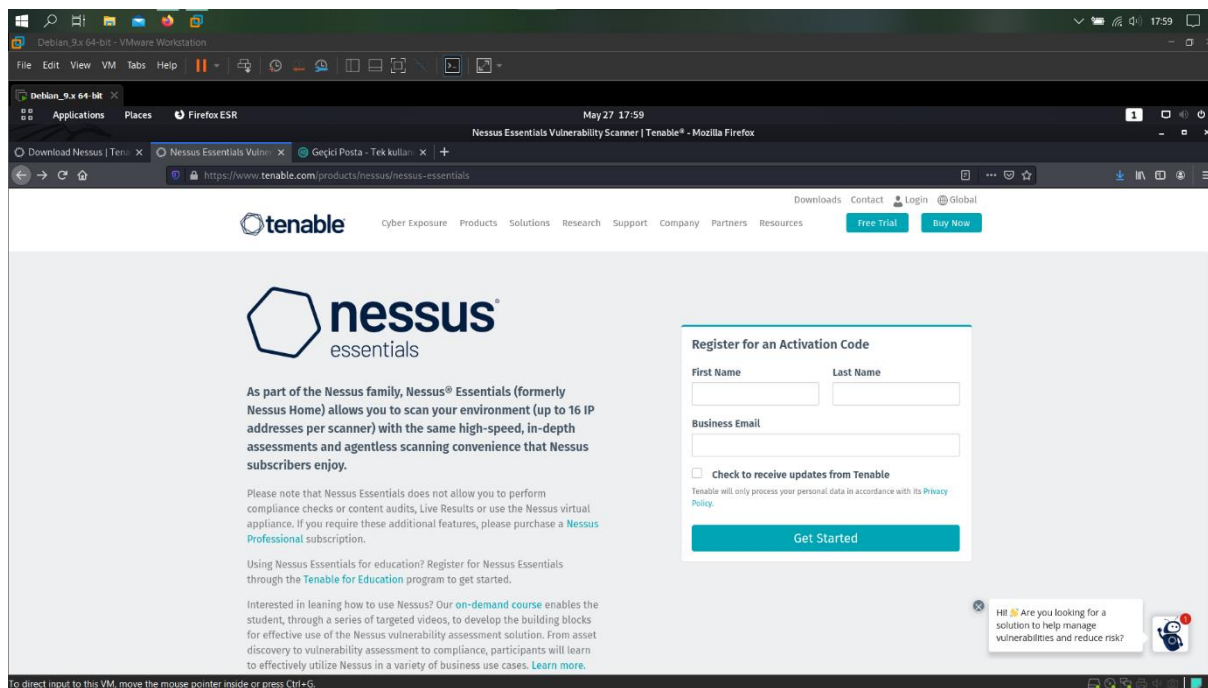 17:59
Debian_9.x 64-bit - VMware Workstation
File Edit View VM Tabs Help
Debian_9.x 64-bit
Applications Places Firefox ESR May 27 17:59 1
Nessus Essentials Vulnerability Scanner | Tenable® - Mozilla Firefox
Download Nessus | Tena Nessus Essentials Vulner Geçici Posta - Tek kullanı
https://www.tenable.com/products/nessus/nessus-essentials
Downloads Contact Login Global
tenable Cyber Exposure Products Solutions Research Support Company Partners Resources Free Trial Buy Now
nessus®
essentials
As part of the Nessus family, Nessus® Essentials (formerly
Nessus Home) allows you to scan your environment (up to 16 IP
addresses per scanner) with the same high-speed, in-depth
assessments and agentless scanning convenience that Nessus
subscribers enjoy.
Please note that Nessus Essentials does not allow you to perform
compliance checks or content audits, Live Results or use the Nessus virtual
appliance. If you require these additional features, please purchase a Nessus
Professional subscription.
Using Nessus Essentials for education? Register for Nessus Essentials
through the Tenable for Education program to get started.
Interested in leaning how to use Nessus? Our on-demand course enables the
student, through a series of targeted videos, to develop the building blocks
for effective use of the Nessus vulnerability assessment solution. From asset
discovery to vulnerability assessment to compliance, participants will learn
to effectively utilize Nessus in a variety of business use cases. Learn more.
Register for an Activation Code
First Name Last Name
Business Email
Check to receive updates from Tenable
Tenable will only process your personal data in accordance with its Privacy
Policy.
Get Started
Hi! 👋 Are you looking for a
solution to help manage
vulnerabilities and reduce risk?
1
To direct input to this VM, move the mouse pointer inside or press Ctrl+G.